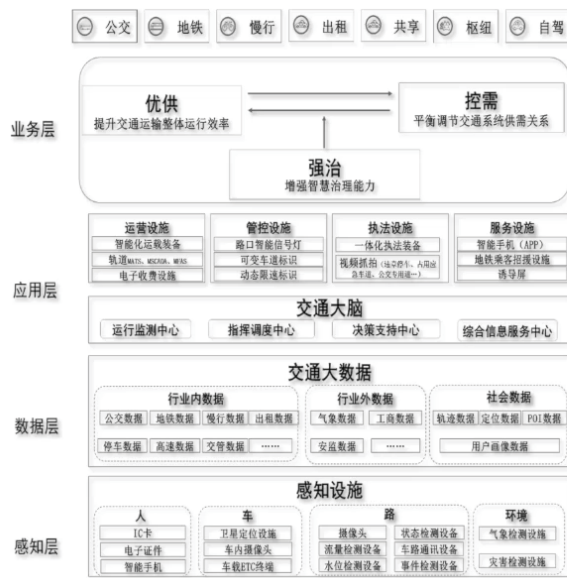 公交 地铁 慢行 出租 共享 枢纽 自驾
业务层
优供
提升交通运输整体运行效率
控需
平衡调节交通系统供需关系
强治
增强智慧治理能力
应用层
运营设施
智能化运载装备
轨道MATS、MSCADA、MFAS
电子收费设施
管控设施
路口智能信号灯
可变车道标识
动态限速标识
执法设施
一体化执法装备
视频抓拍（违章停车、占用应
急车道、公交专用道…）
服务设施
智能手机（APP）
地铁乘客招援设施
诱导屏
交通大脑
运行监测中心 指挥调度中心 决策支持中心 综合信息服务中心
数据层
交通大数据
行业内数据
公交数据 地铁数据 慢行数据 出租数据
停车数据 高速数据 交管数据 ……
行业外数据
气象数据 工商数据
安监数据 ……
社会数据
轨迹数据 定位数据 POI数据
用户画像数据
感知层
感知设施
人
IC卡
电子证件
智能手机
车
卫星定位设施
车内摄像头
车载ETC终端
路
摄像头 状态检测设备
流量检测设备 车路通讯设备
水位检测设备 事件检测设备
环境
气象检测设施
灾害检测设施